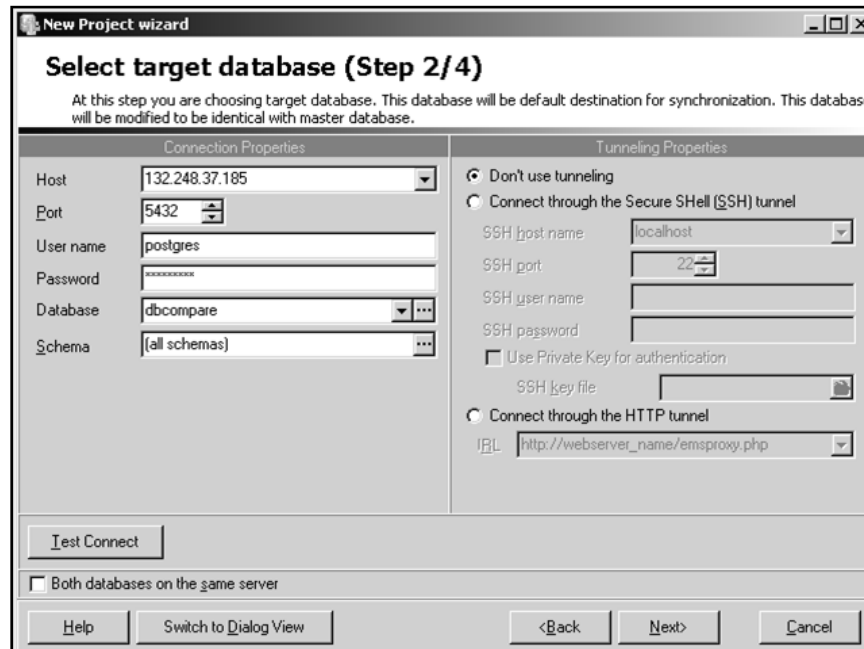 New Project wizard
Select target database (Step 2/4)
At this step you are choosing target database. This database will be default destination for synchronization. This databas
will be modified to be identical with master database.
Connection Properties
Host 132.248.37.185
Port 5432
User name postgres
Password *********
Database dbcompare
Schema (all schemas)
Tunneling Properties
Don't use tunneling
Connect through the Secure SHell (SSH) tunnel
SSH host name localhost
SSH port 22
SSH user name
SSH password
Use Private Key for authentication
SSH key file
Connect through the HTTP tunnel
URL http://webserver_name/emsproxy.php
Test Connect
Both databases on the same server
Help Switch to Dialog View <Back Next> Cancel